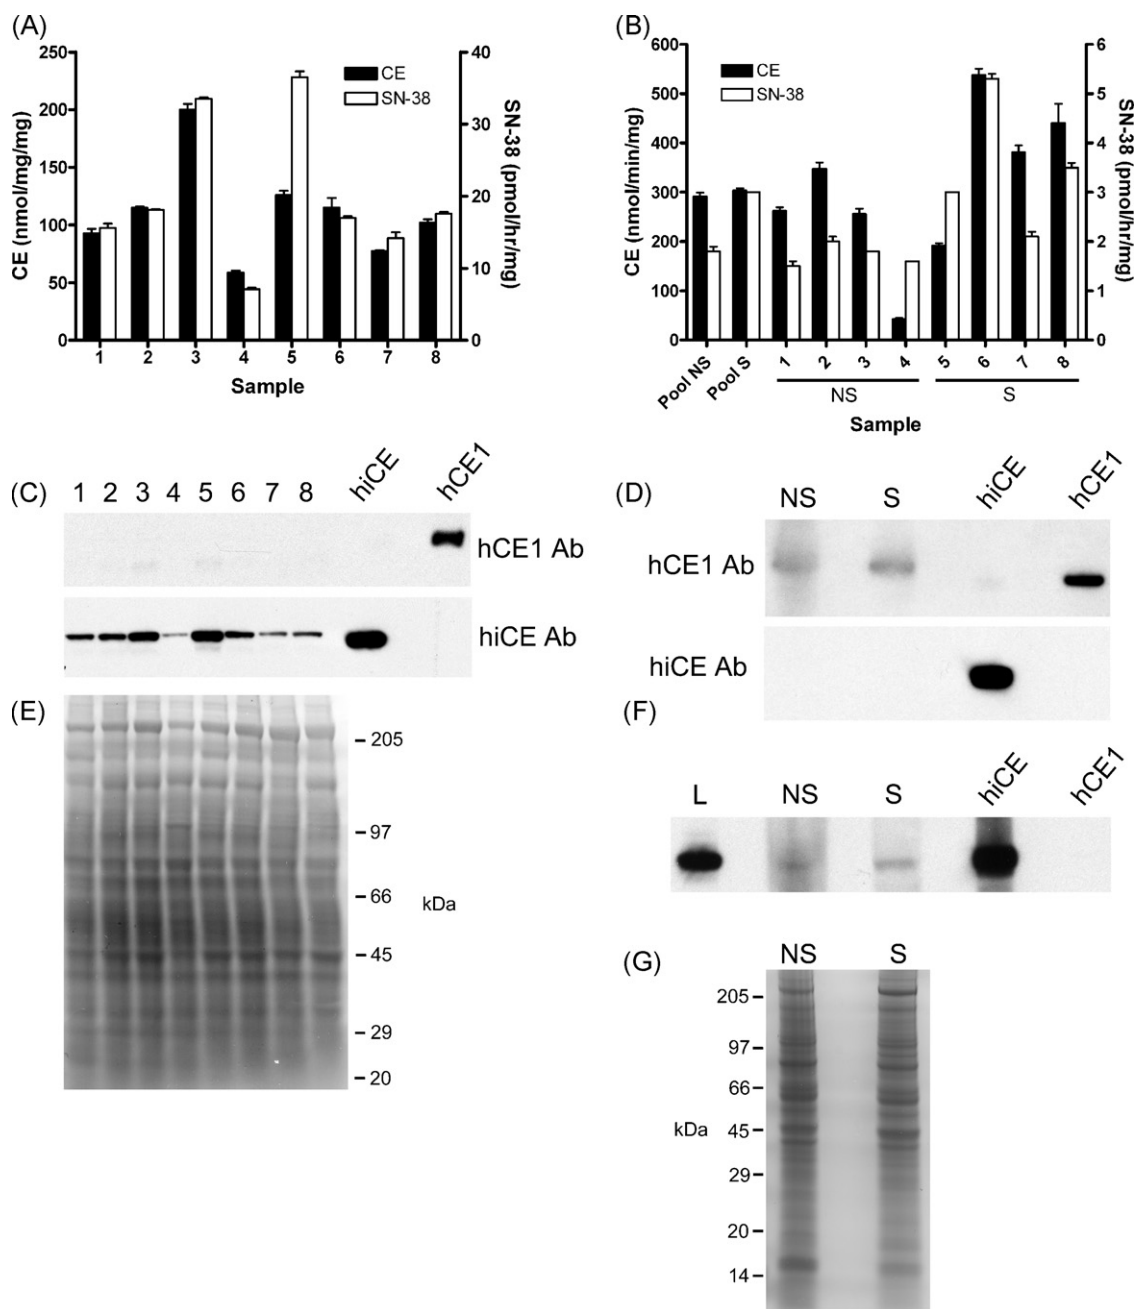 (A)
250
200
150
100
50
0
CE (nmol/mg/mg)
CE
SN-38
40
30
20
10
0
SN-38 (pmol/hr/mg)
1 2 3 4 5 6 7 8
Sample
(B)
600
500
400
300
200
100
0
CE (nmol/min/mg)
CE
SN-38
6
5
4
3
2
1
0
SN-38 (pmol/hr/mg)
Pool NS Pool S 1 2 3 4 5 6 7 8
NS S
Sample
(C) 1 2 3 4 5 6 7 8 hiCE hCE1
hCE1 Ab
hiCE Ab
(D) NS S hiCE hCE1
hCE1 Ab
hiCE Ab
(E)
205
97
66
kDa
45
29
20
(F)
L NS S hiCE hCE1
(G) NS S
205
97
66
kDa
45
29
20
14